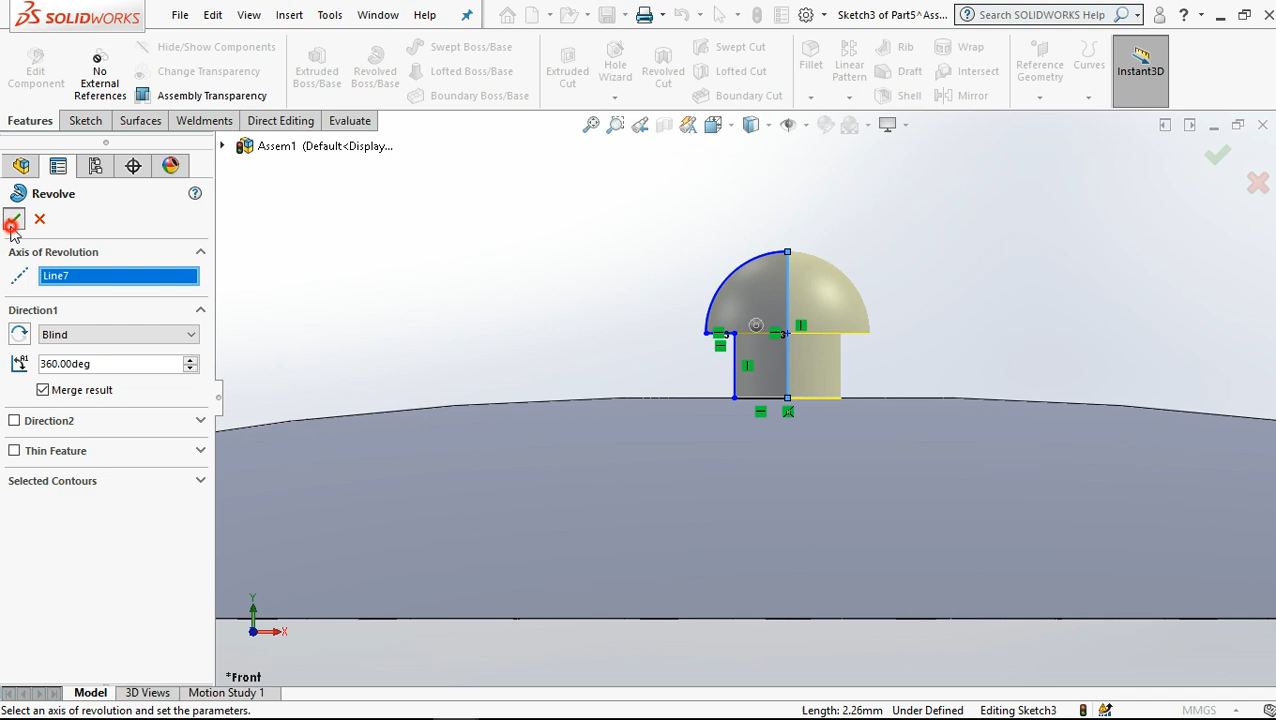 SOLIDWORKS
File Edit View Insert Tools Window Help
Sketch3 of Part5^Ass...
Search SOLIDWORKS Help
?
Edit Component
No External References
Hide/Show Components
Change Transparency
Assembly Transparency
Extruded Boss/Base
Revolved Boss/Base
Swept Boss/Base
Lofted Boss/Base
Boundary Boss/Base
Extruded Cut
Hole Wizard
Revolved Cut
Swept Cut
Lofted Cut
Boundary Cut
Fillet
Linear Pattern
Rib
Draft
Shell
Wrap
Intersect
Mirror
Reference Geometry
Curves
Instant3D
Features Sketch Surfaces Weldments Direct Editing Evaluate
Assem1 (Default<Display...
Revolve
?
Axis of Revolution
Line7
Direction1
Blind
360.00deg
Merge result
Direction2
Thin Feature
Selected Contours
Y
X
*Front
Model 3D Views Motion Study 1
Select an axis of revolution and set the parameters.
Length: 2.26mm Under Defined Editing Sketch3 MMGS